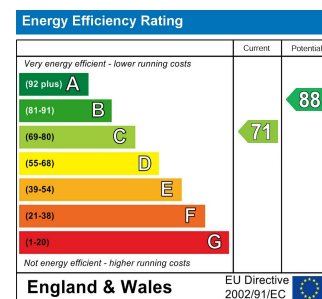 Energy Efficiency Rating
Current Potential
Very energy efficient - lower running costs
(92 plus) A
(81-91) B
(69-80) C
(55-68) D
(39-54) E
(21-38) F
(1-20) G
71
88
Not energy efficient - higher running costs
England & Wales
EU Directive
2002/91/EC